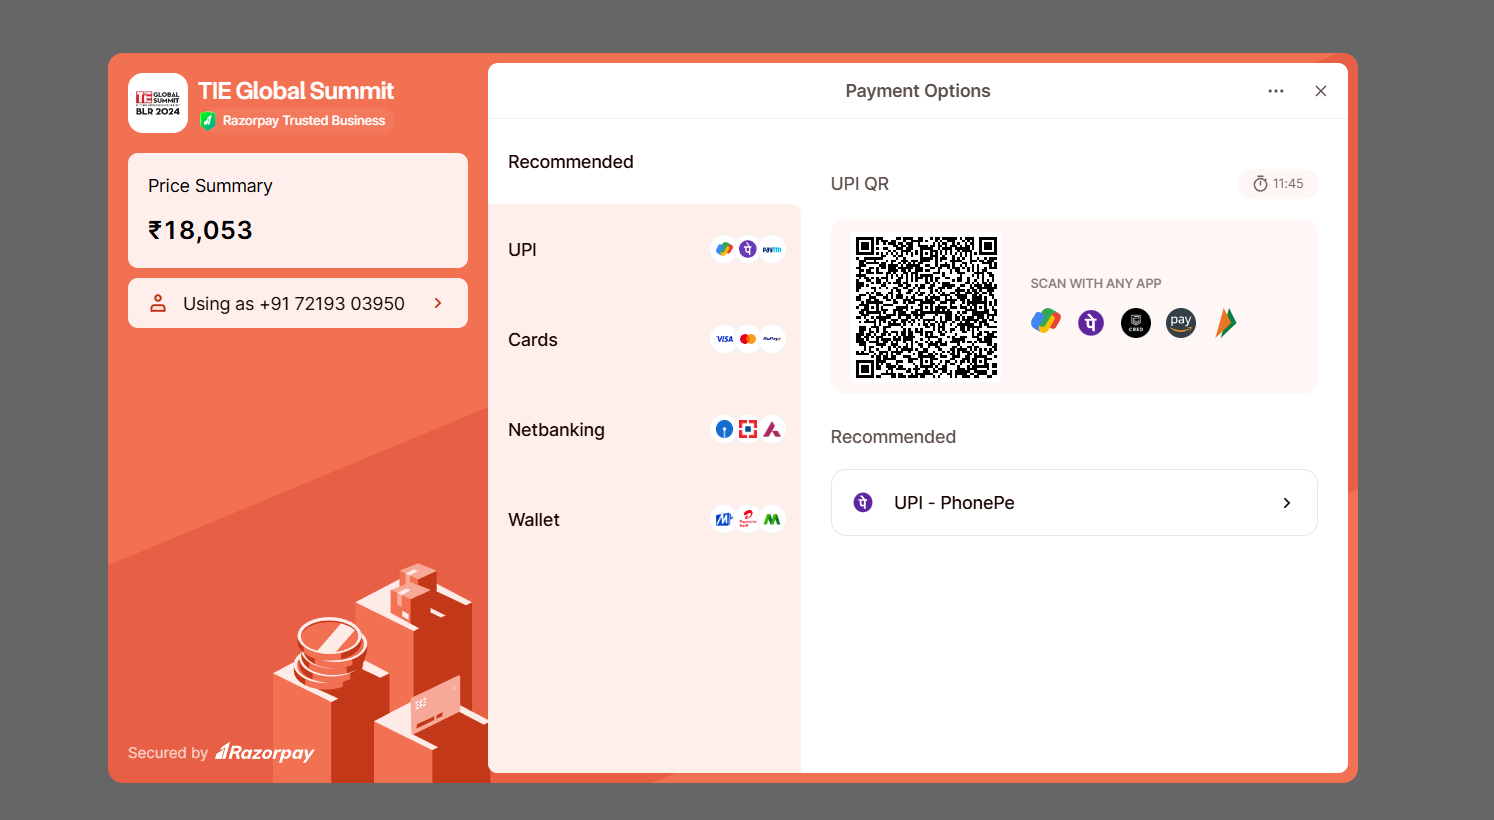 TIE GLOBAL
SUMMIT
BLR 2024
TIE Global Summit
Razorpay Trusted Business
Price Summary
₹18,053
Using as +91 72193 03950
Secured by Razorpay
Payment Options
Recommended
UPI
paytm
Cards
VISA
RuPay
Netbanking
Wallet
UPI QR
11:45
SCAN WITH ANY APP
पे
CRED
pay
Recommended
पे
UPI - PhonePe